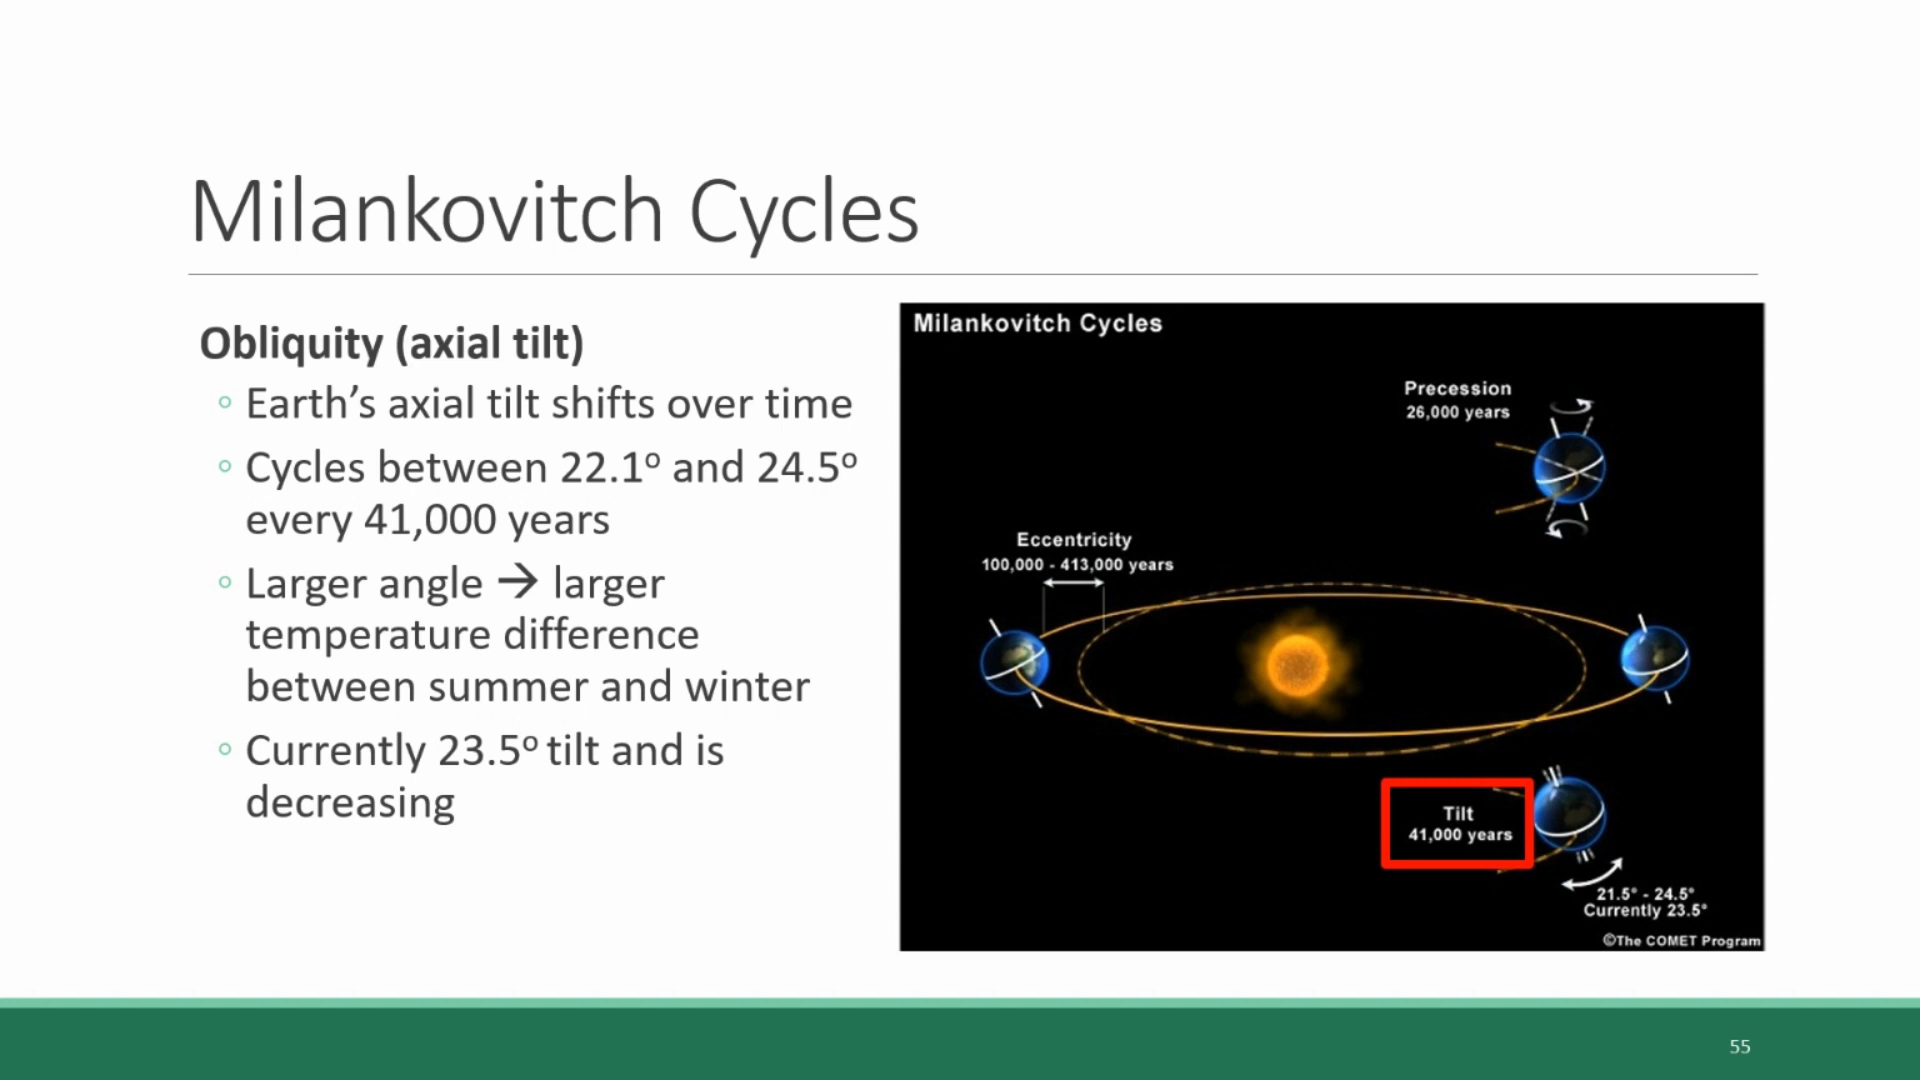 Milankovitch Cycles
Obliquity (axial tilt)
◦ Earth’s axial tilt shifts over time
◦ Cycles between 22.1º and 24.5º
every 41,000 years
◦ Larger angle → larger
temperature difference
between summer and winter
◦ Currently 23.5º tilt and is
decreasing
Milankovitch Cycles
Precession
26,000 years
Eccentricity
100,000 - 413,000 years
Tilt
41,000 years
21.5° - 24.5°
Currently 23.5°
©The COMET Program
55